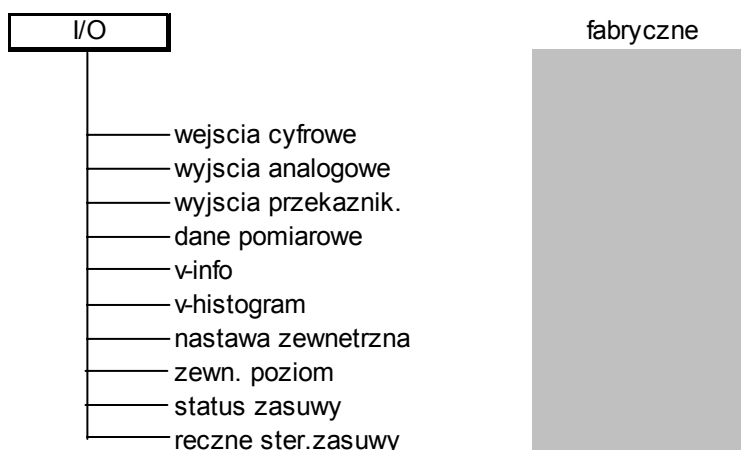 I/O
fabryczne
wejscia cyfrowe
wyjscia analogowe
wyjscia przekaznik.
dane pomiarowe
v-info
v-histogram
nastawa zewnetrzna
zewn. poziom
status zasuwy
reczne ster.zasuwy